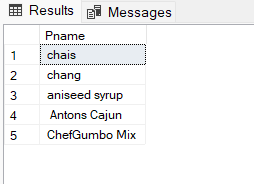 Results Messages
Pname
1 chais
2 chang
3 aniseed syrup
4 Antons Cajun
5 ChefGumbo Mix